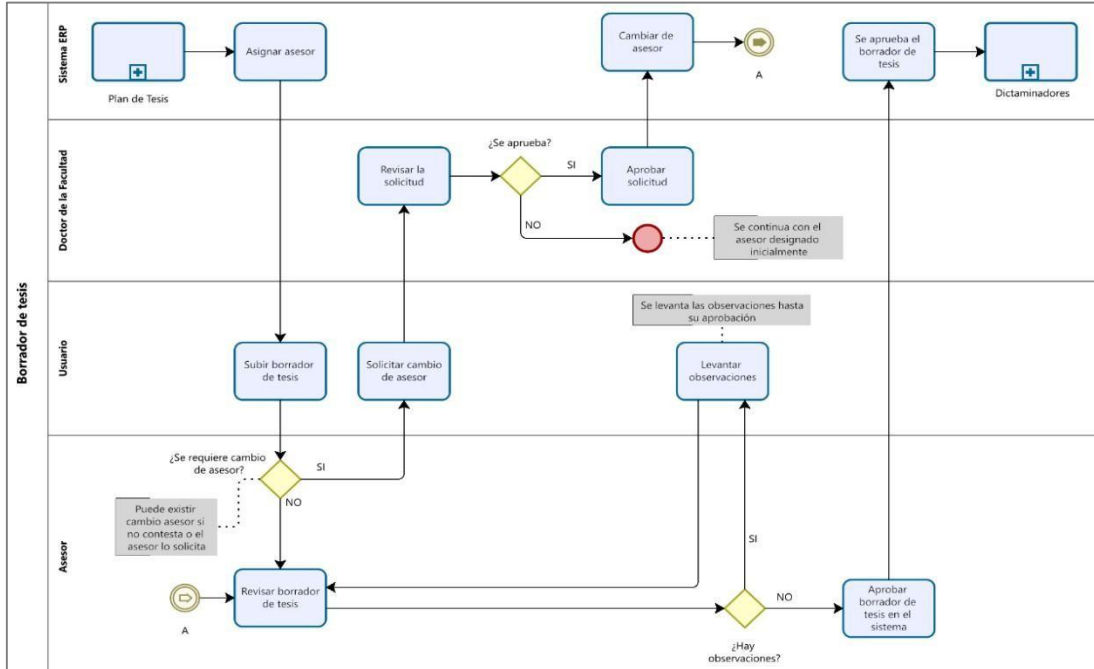 Borrador de tesis
Sistema ERP
Plan de Tesis
Asignar asesor
Cambiar de
asesor
A
Se aprueba el
borrador de
tesis
Dictaminadores
Doctor de la Facultad
Revisar la
solicitud
¿Se aprueba?
SI
NO
Aprobar
solicitud
Se continua con el
asesor designado
inicialmente
Usuario
Subir borrador
de tesis
Solicitar cambio
de asesor
Se levanta las observaciones hasta
su aprobación
Levantar
observaciones
Asesor
¿Se requiere cambio
de asesor?
SI
NO
Puede existir
cambio asesor si
no contesta o el
asesor lo solicita
A
Revisar borrador
de tesis
SI
NO
¿Hay
observaciones?
Aprobar
borrador de
tesis en el
sistema